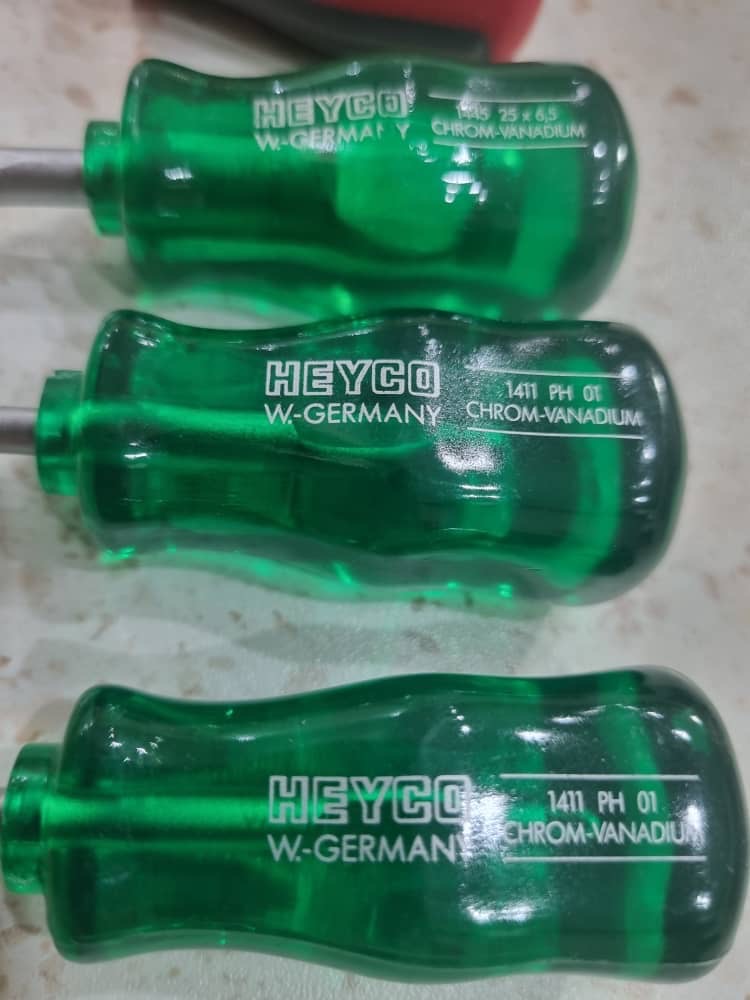 HEYCO
W.-GERMANY
1445 25 x 6,5
CHROM-VANADIUM
HEYCO
W.-GERMANY
1411 PH 01
CHROM-VANADIUM
HEYCO
W.-GERMANY
1411 PH 01
CHROM-VANADIUM